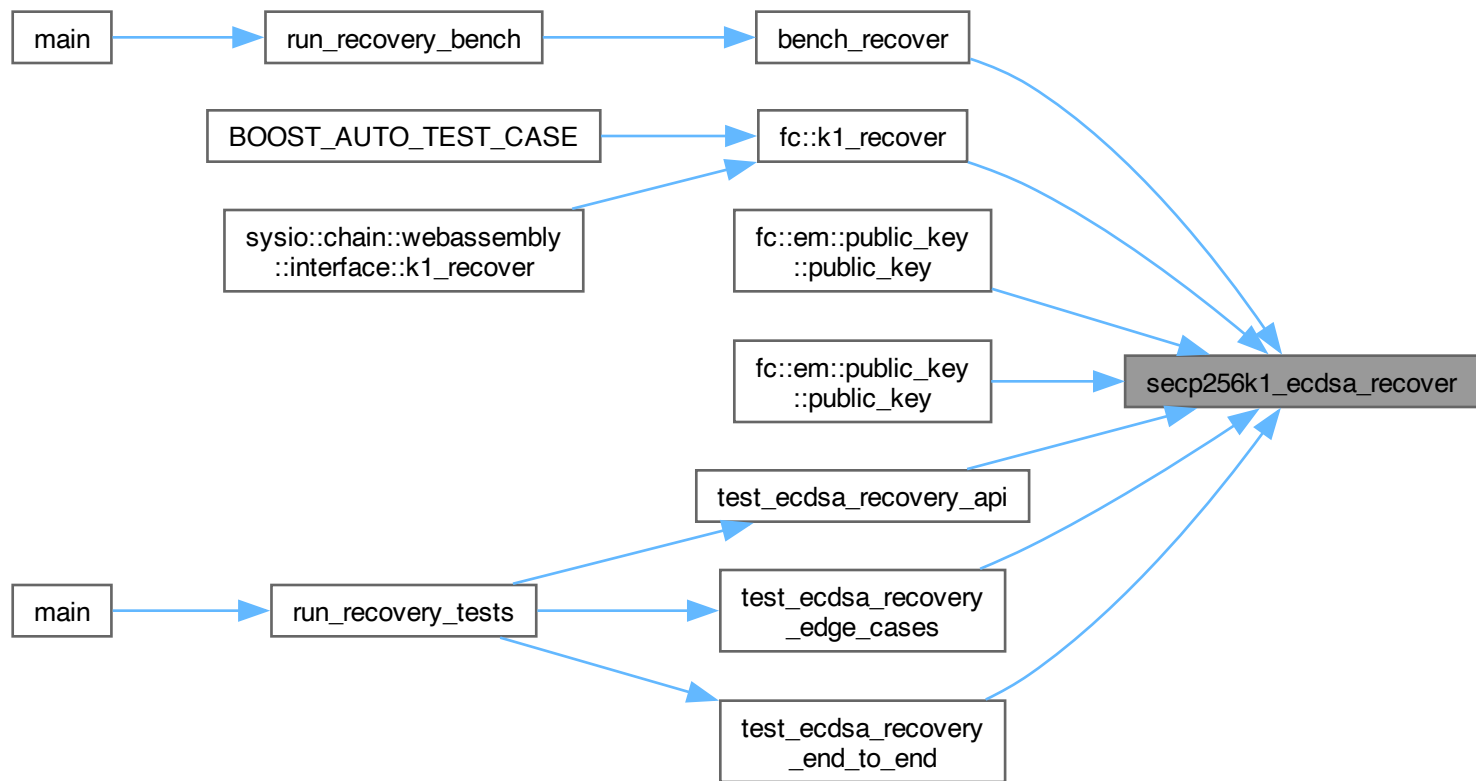 main
run_recovery_bench
bench_recover
BOOST_AUTO_TEST_CASE
fc::k1_recover
sysio::chain::webassembly
::interface::k1_recover
fc::em::public_key
::public_key
fc::em::public_key
::public_key
secp256k1_ecdsa_recover
test_ecdsa_recovery_api
main
run_recovery_tests
test_ecdsa_recovery
_edge_cases
test_ecdsa_recovery
_end_to_end